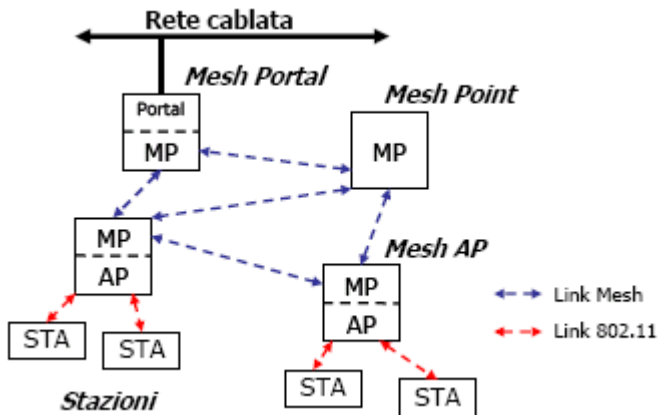 Rete cablata
Mesh Portal
Mesh Point
Portal
MP
MP
MP
AP
Mesh AP
MP
AP
Link Mesh
Link 802.11
STA
STA
STA
STA
Stazioni